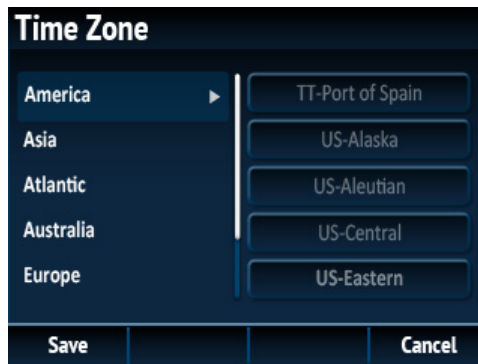 Time Zone
America
Asia
Atlantic
Australia
Europe
TT-Port of Spain
US-Alaska
US-Aleutian
US-Central
US-Eastern
Save
Cancel